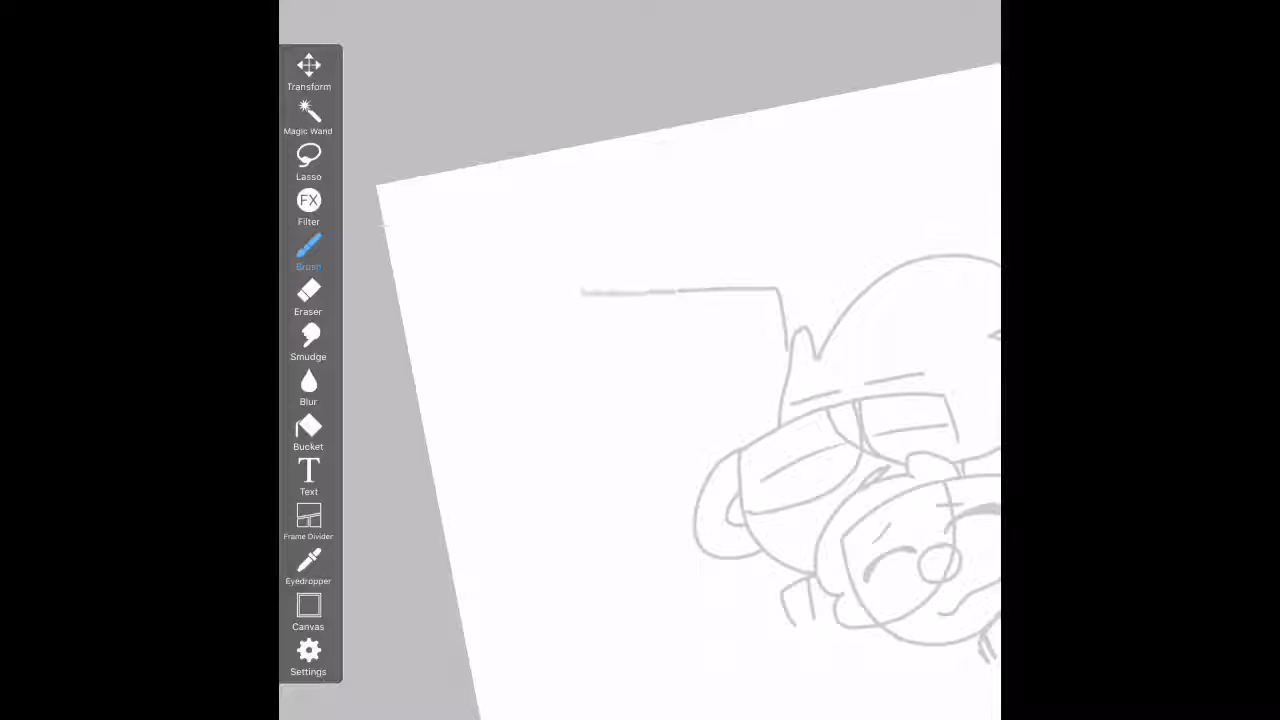 Transform
Magic Wand
Lasso
FX
Filter
Brush
Eraser
Smudge
Blur
Bucket
T
Text
Frame Divider
Eyedropper
Canvas
Settings